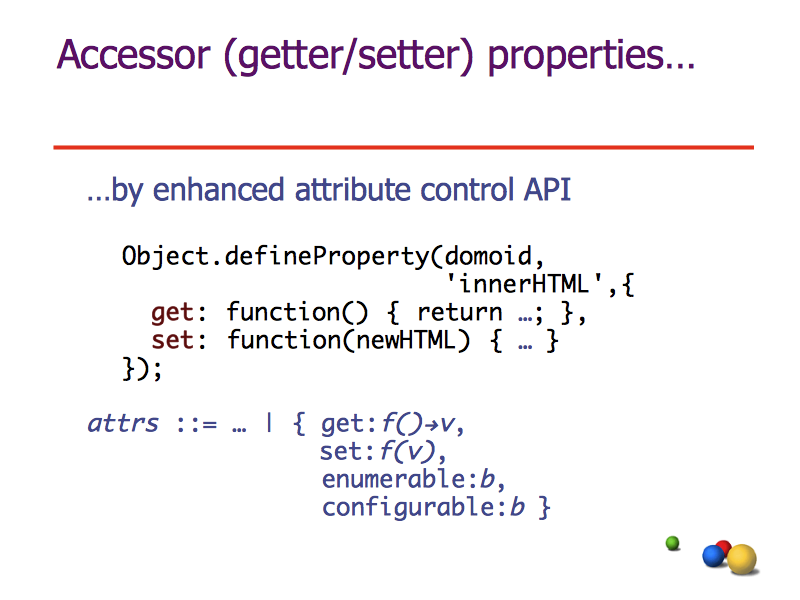 Accessor (getter/setter) properties…
…by enhanced attribute control API
Object.defineProperty(domoid,
'innerHTML',{
get: function() { return …; },
set: function(newHTML) { … }
});
attrs ::= … | { get:f()→v,
set:f(v),
enumerable:b,
configurable:b }